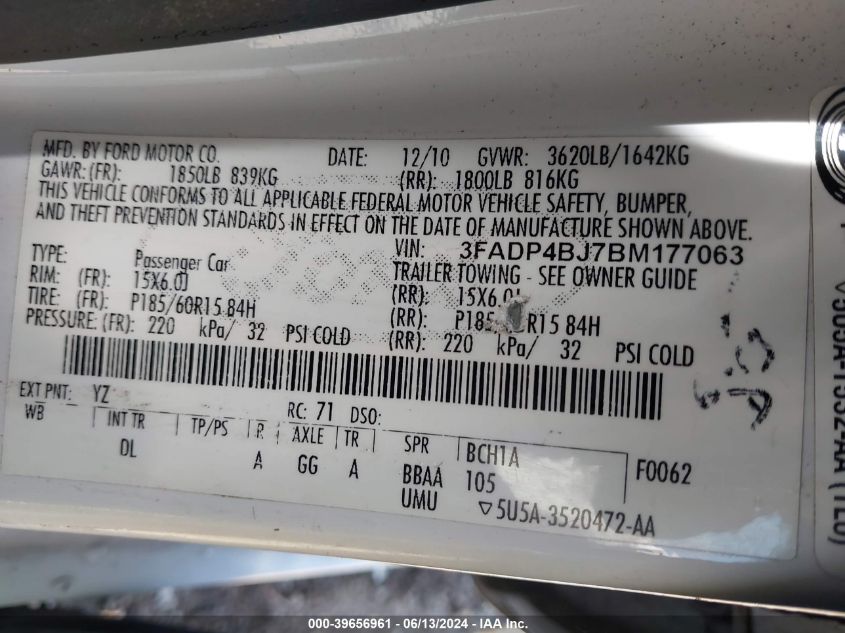 MFD. BY FORD MOTOR CO. DATE: 12/10 GVWR: 3620LB/1642KG
GAWR: (FR): 1850LB 839KG (RR): 1800LB 816KG
THIS VEHICLE CONFORMS TO ALL APPLICABLE FEDERAL MOTOR VEHICLE SAFETY, BUMPER,
AND THEFT PREVENTION STANDARDS IN EFFECT ON THE DATE OF MANUFACTURE SHOWN ABOVE.
VIN: 3FADP4BJ7BM177063
TYPE: Passenger Car TRAILER TOWING - SEE OWNER GUIDE
RIM: (FR): 15X6.0J (RR): 15X6.0J
TIRE: (FR): P185/60R15 84H (RR): P185 R15 84H
PRESSURE: (FR): 220 kPa/ 32 PSI COLD (RR): 220 kPa/ 32 PSI COLD
EXT PNT: YZ RC: 71 DSO:
WB INT TR TP/PS R AXLE TR SPR BCH1A F0062
DL A GG A BBAA 105
UMU ▽5U5A-3520472-AA
▽5U5A-15324AA (TLU)
000-39656961 - 06/13/2024 - IAA Inc.